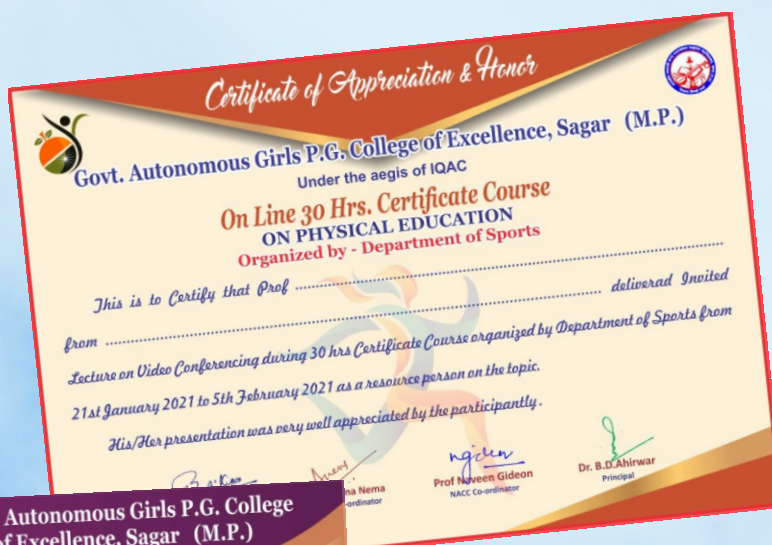 Certificate of Appreciation & Honor
Govt. Autonomous Girls P.G. College of Excellence, Sagar (M.P.)
Under the aegis of IQAC
On Line 30 Hrs. Certificate Course
ON PHYSICAL EDUCATION
Organized by - Department of Sports
This is to Certify that Prof ........................................................................
from ........................................................................ deliverad Invited
Lecture on Video Conferencing during 30 hrs Certificate Course organized by Department of Sports from
21st January 2021 to 5th February 2021 as a resource person on the topic.
His/Her presentation was very well appreciated by the participantly.
Nema
Prof Naveen Gideon
Dr. B.D.Ahirwar
-ordinator
NACC Co-ordinator
Principal
Autonomous Girls P.G. College
of Excellence, Sagar (M.P.)